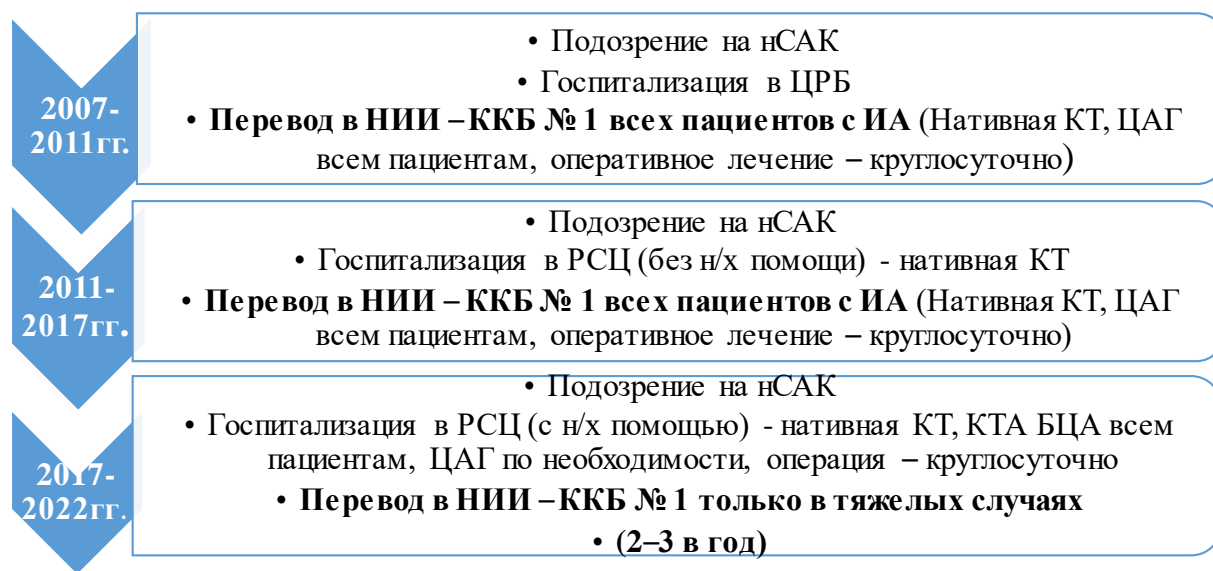 2007-
2011гг.
• Подозрение на нСАК
• Госпитализация в ЦРБ
• Перевод в НИИ – ККБ № 1 всех пациентов с ИА (Нативная КТ, ЦАГ
всем пациентам, оперативное лечение – круглосуточно)
2011-
2017гг.
• Подозрение на нСАК
• Госпитализация в РСЦ (без н/х помощи) - нативная КТ
• Перевод в НИИ – ККБ № 1 всех пациентов с ИА (Нативная КТ, ЦАГ
всем пациентам, оперативное лечение – круглосуточно)
2017-
2022гг.
• Подозрение на нСАК
• Госпитализация в РСЦ (с н/х помощью) - нативная КТ, КТА БЦА всем
пациентам, ЦАГ по необходимости, операция – круглосуточно
• Перевод в НИИ – ККБ № 1 только в тяжелых случаях
• (2–3 в год)